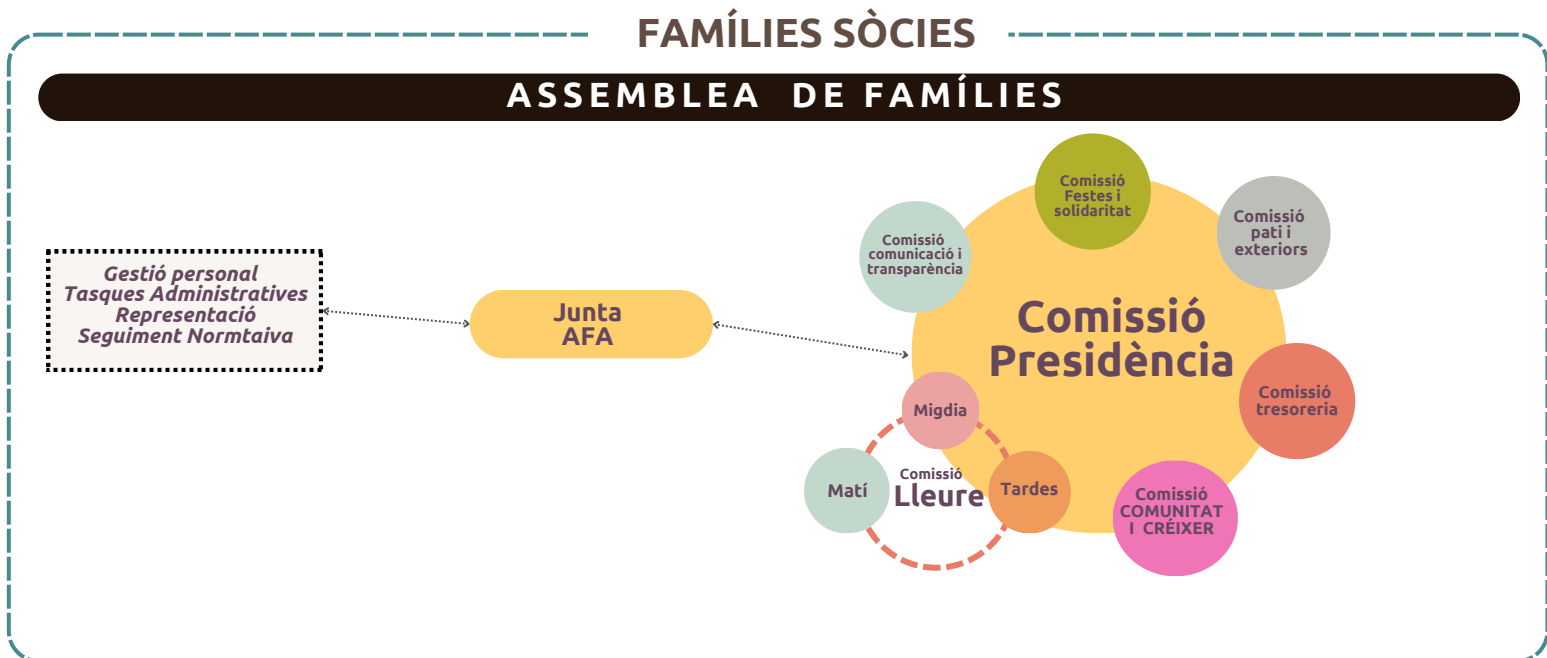 FAMÍLIES SÒCIES
ASSEMBLEA DE FAMÍLIES
Gestió personal
Tasques Administratives
Representació
Seguiment Normtaiva
Junta
AFA
Comissió
Presidència
Comissió
comunicació i
transparència
Comissió
Festes i
solidaritat
Comissió
pati i
exteriors
Comissió
tresoreria
Comissió
COMUNITAT
I CRÉIXER
Migdia
Matí
Comissió
Lleure
Tardes